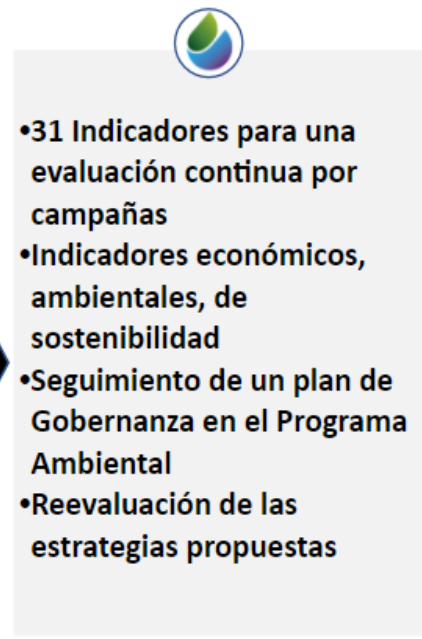 •31 Indicadores para una
evaluación continua por
campañas
•Indicadores económicos,
ambientales, de
sostenibilidad
•Seguimiento de un plan de
Gobernanza en el Programa
Ambiental
•Reevaluación de las
estrategias propuestas